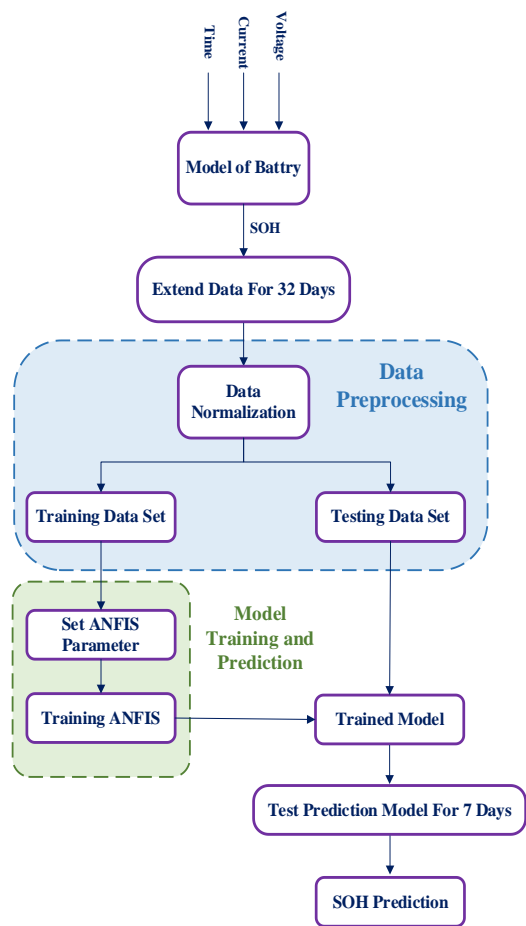 Time
Current
Voltage
Model of Battry
SOH
Extend Data For 32 Days
Data
Preprocessing
Data
Normalization
Training Data Set
Testing Data Set
Set ANFIS
Parameter
Model
Training and
Prediction
Training ANFIS
Trained Model
Test Prediction Model For 7 Days
SOH Prediction